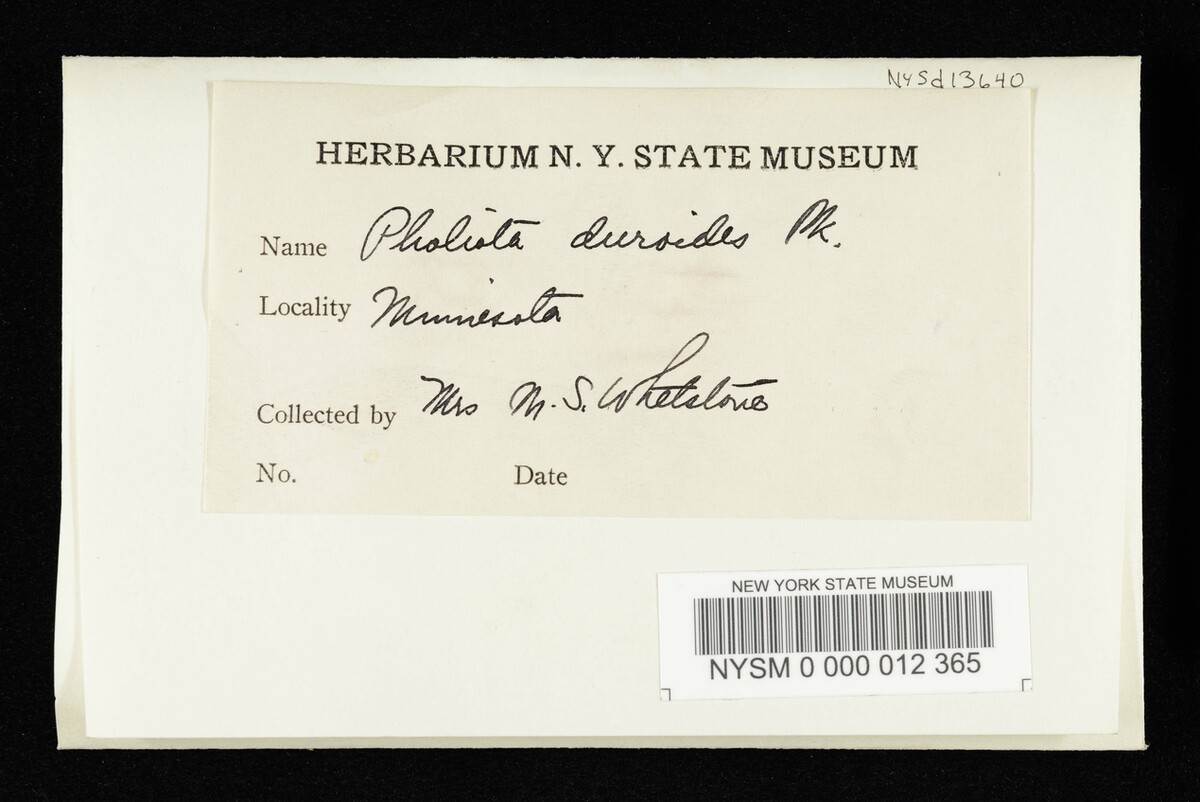 NYSd13640
HERBARIUM N. Y. STATE MUSEUM
Name Pholiota duroides Pk.
Locality Minnesota
Collected by Mrs M. S. Whetstone
No. Date
NEW YORK STATE MUSEUM
NYSM 0 000 012 365